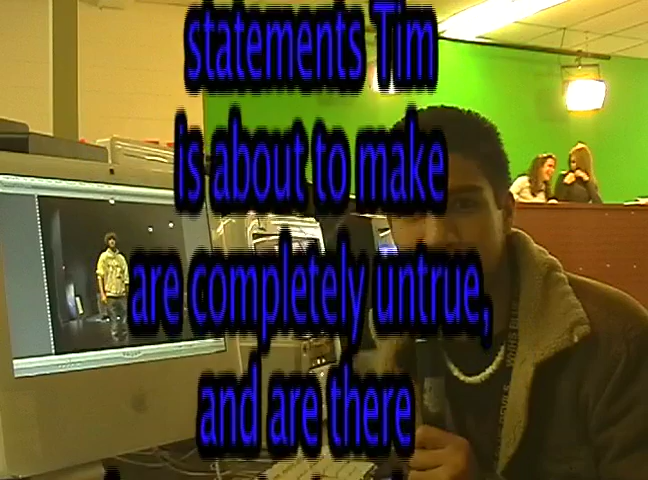 statements Tim
is about to make
are completely untrue,
and are there